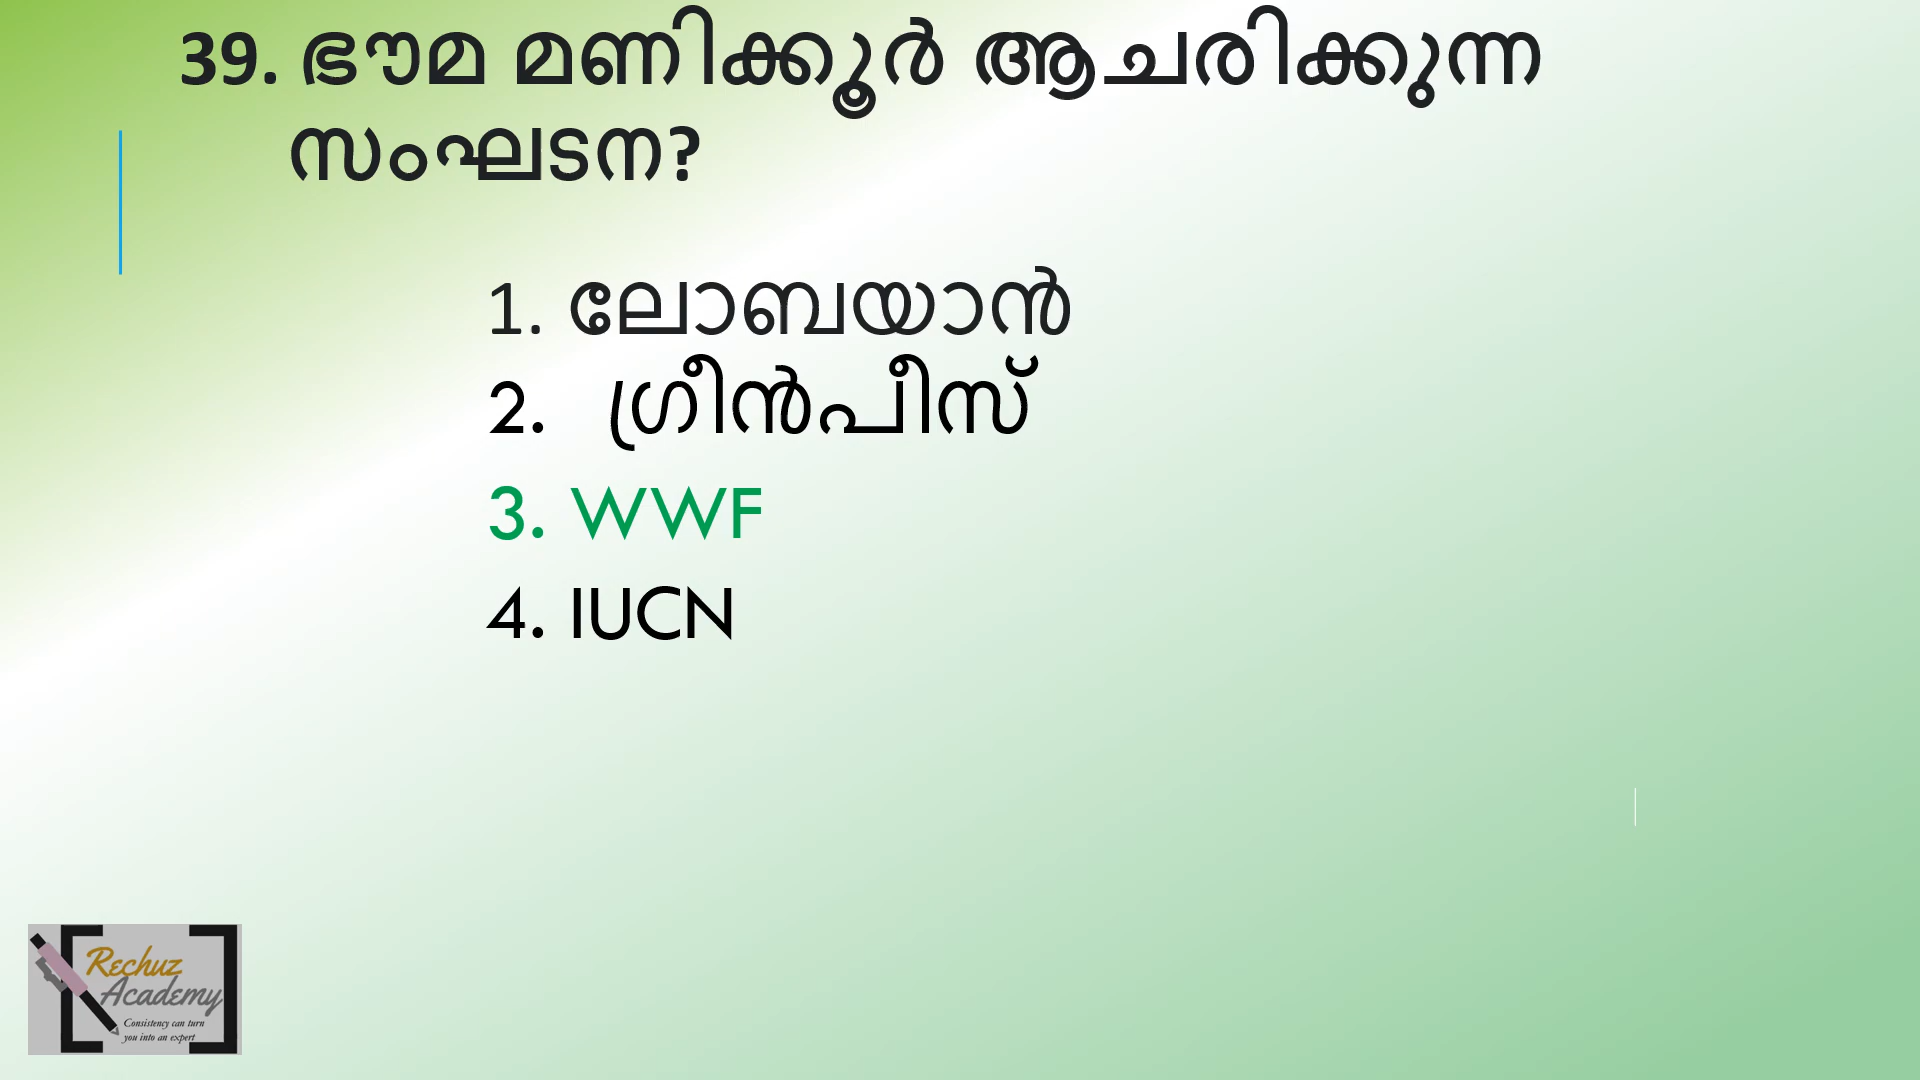 39. ഭൗമ മണിക്കൂർ ആചരിക്കുന്ന
സംഘടന?
1. ലോബയാൻ
2. ഗ്രീൻപീസ്
3. WWF
4. IUCN
Rechuz
Academy
Consistency can turn
you into an expert